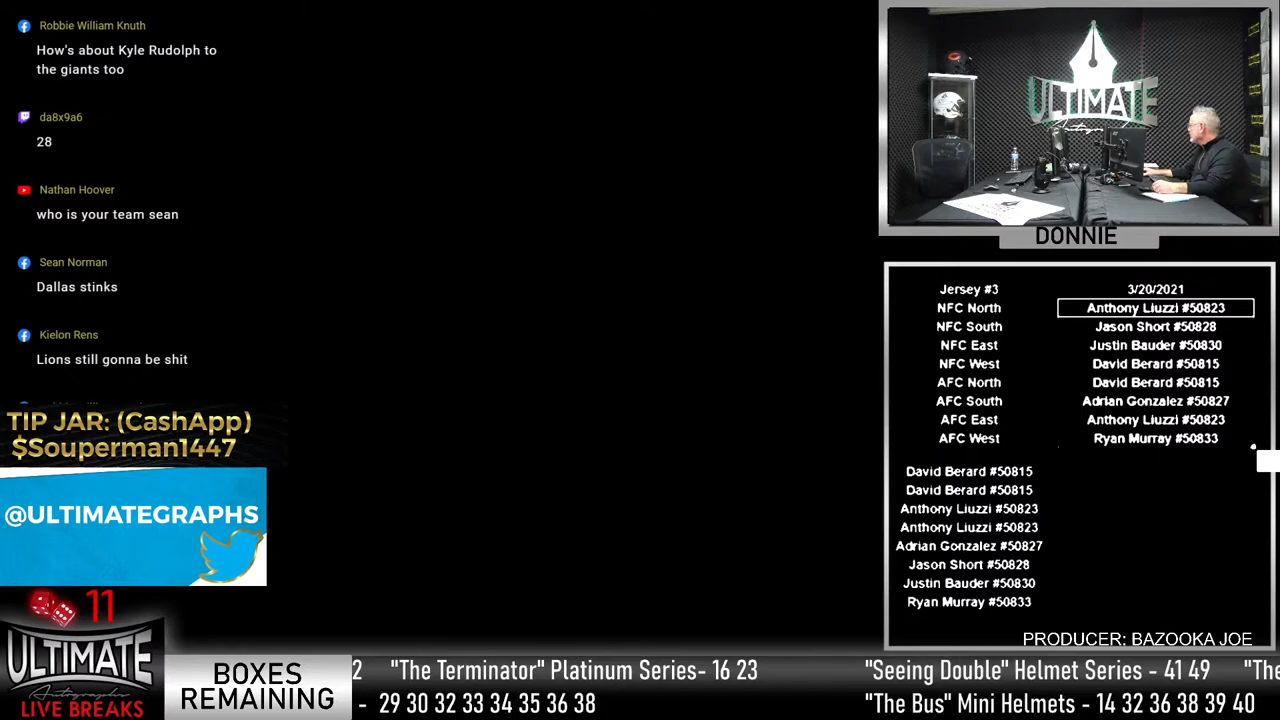 Robbie William Knuth
How's about Kyle Rudolph to
the giants too
da8x9a6
28
Nathan Hoover
who is your team sean
Sean Norman
Dallas stinks
Kielon Rens
Lions still gonna be shit
TIP JAR: (CashApp)
$Souperman1447
@ULTIMATEGRAPHS
11
ULTIMATE
Autographs
LIVE BREAKS
BOXES
REMAINING
2 "The Terminator" Platinum Series- 16 23 "Seeing Double" Helmet Series - 41 49 "The
- 29 30 32 33 34 35 36 38 "The Bus" Mini Helmets - 14 32 36 38 39 40
ULTIMATE
Autographs
DONNIE
Jersey #3 3/20/2021
NFC North Anthony Liuzzi #50823
NFC South Jason Short #50828
NFC East Justin Bauder #50830
NFC West David Berard #50815
AFC North David Berard #50815
AFC South Adrian Gonzalez #50827
AFC East Anthony Liuzzi #50823
AFC West Ryan Murray #50833
David Berard #50815
David Berard #50815
Anthony Liuzzi #50823
Anthony Liuzzi #50823
Adrian Gonzalez #50827
Jason Short #50828
Justin Bauder #50830
Ryan Murray #50833
PRODUCER: BAZOOKA JOE